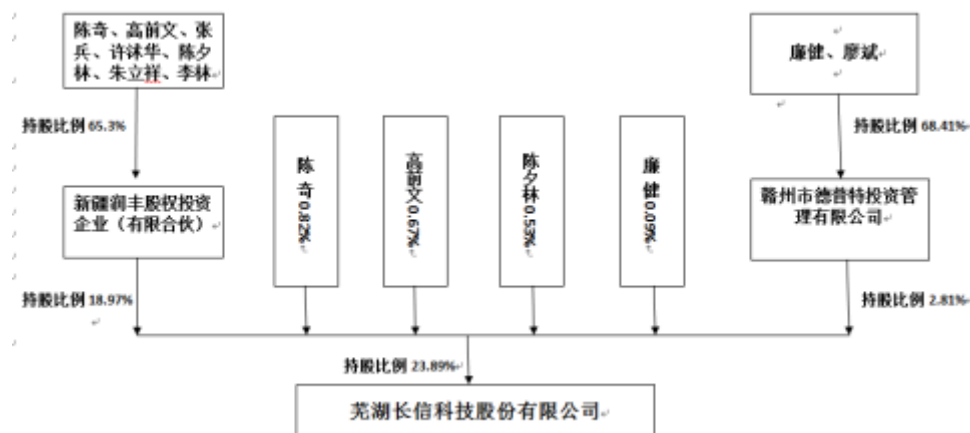 陈奇、高前文、张
兵、许沭华、陈夕
林、朱立祥、李林
廉健、廖斌
持股比例 65.3%
持股比例 68.41%
新疆润丰股权投资
企业（有限合伙）
陈 奇 0.82%
高前文 0.67%
陈夕林 0.53%
廉 健 0.09%
赣州市德普特投资管
理有限公司
持股比例 18.97%
持股比例 2.81%
持股比例 23.89%
芜湖长信科技股份有限公司